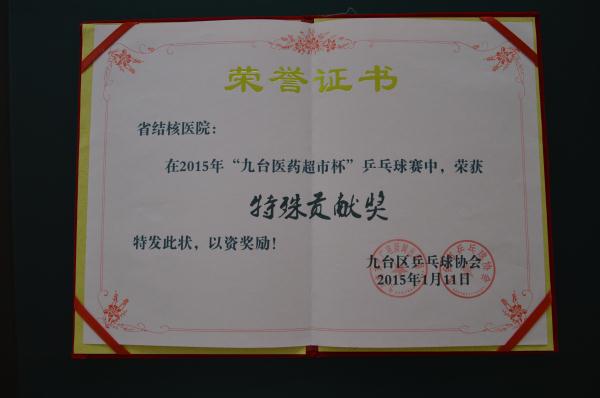 荣誉证书
省结核医院：
在2015年“九台医药超市杯”乒乓球赛中，荣获
特殊贡献奖
特发此状，以资奖励！
九台区乒乓球协会
2015年1月11日